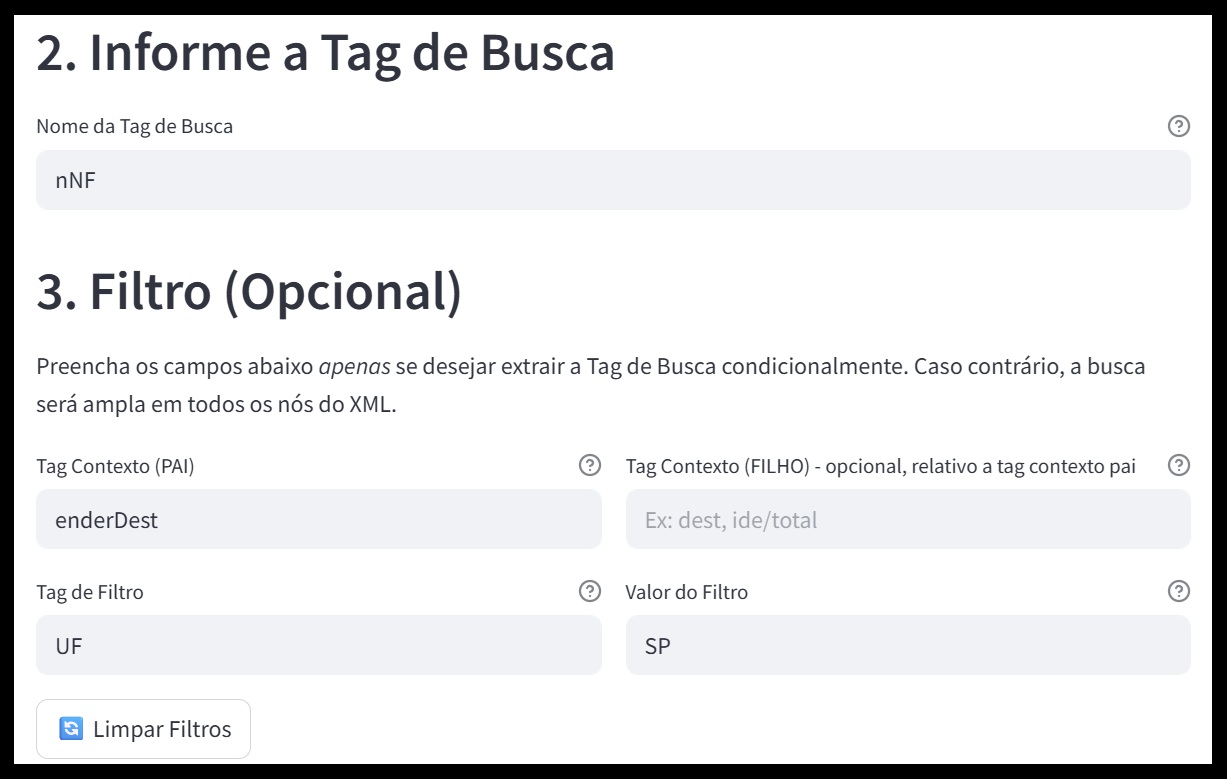 2. Informe a Tag de Busca
Nome da Tag de Busca
nNF
3. Filtro (Opcional)
Preencha os campos abaixo apenas se desejar extrair a Tag de Busca condicionalmente. Caso contrário, a busca
será ampla em todos os nós do XML.
Tag Contexto (PAI)
Tag Contexto (FILHO) - opcional, relativo a tag contexto pai
enderDest
Ex: dest, ide/total
Tag de Filtro
Valor do Filtro
UF
SP
Limpar Filtros